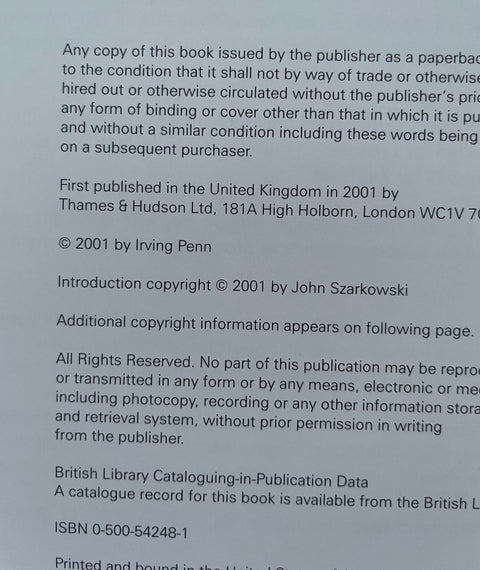 Any copy of this book issued by the publisher as a
to the condition that it shall not by way of trade or otherwise
hired out or otherwise circulated without the publisher's
any form of binding or cover other than that in which it is
and without a similar condition including these words being
on a subsequent purchaser.
First published in the United Kingdom in 2001 by
Thames & Hudson Ltd, 181A High Holborn, London WC1V
© 2001 by Irving Penn
Introduction copyright © 2001 by John Szarkowski
Additional copyright information appears on following page.
All Rights Reserved. No part of this publication may be
or transmitted in any form or by any means, electronic or
including photocopy, recording or any other information
and retrieval system, without prior permission in writing
from the publisher.
British Library Cataloguing-in-Publication Data
A catalogue record for this book is available from the British
ISBN 0-500-54248-1
Printed and bound in the